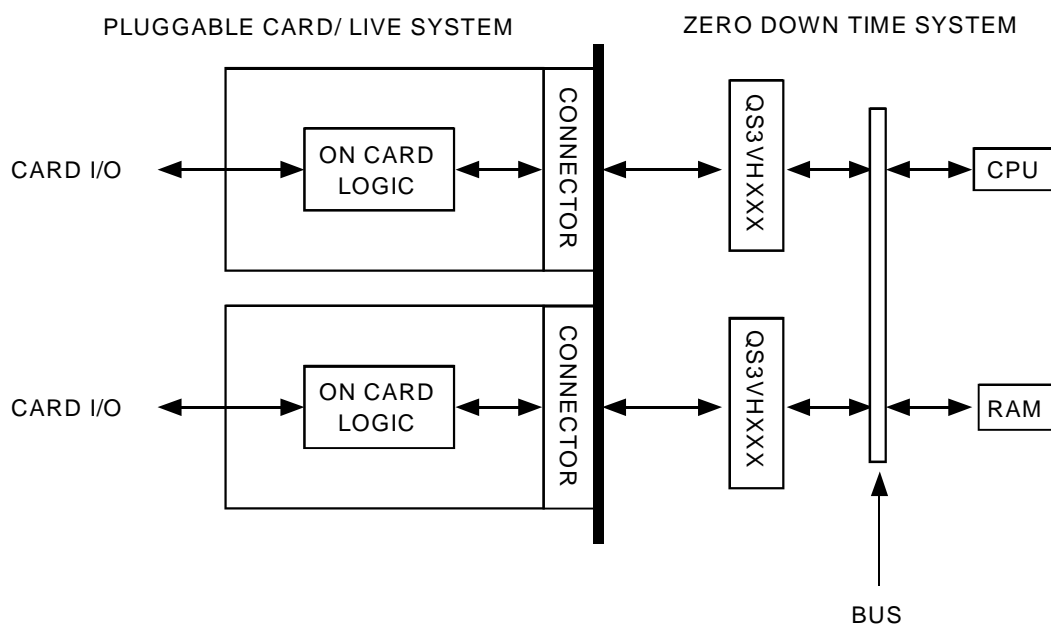 PLUGGABLE CARD/ LIVE SYSTEM
ZERO DOWN TIME SYSTEM
CARD I/O
ON CARD
LOGIC
CONNECTOR
QS3VHXXX
CPU
CARD I/O
ON CARD
LOGIC
CONNECTOR
QS3VHXXX
RAM
BUS